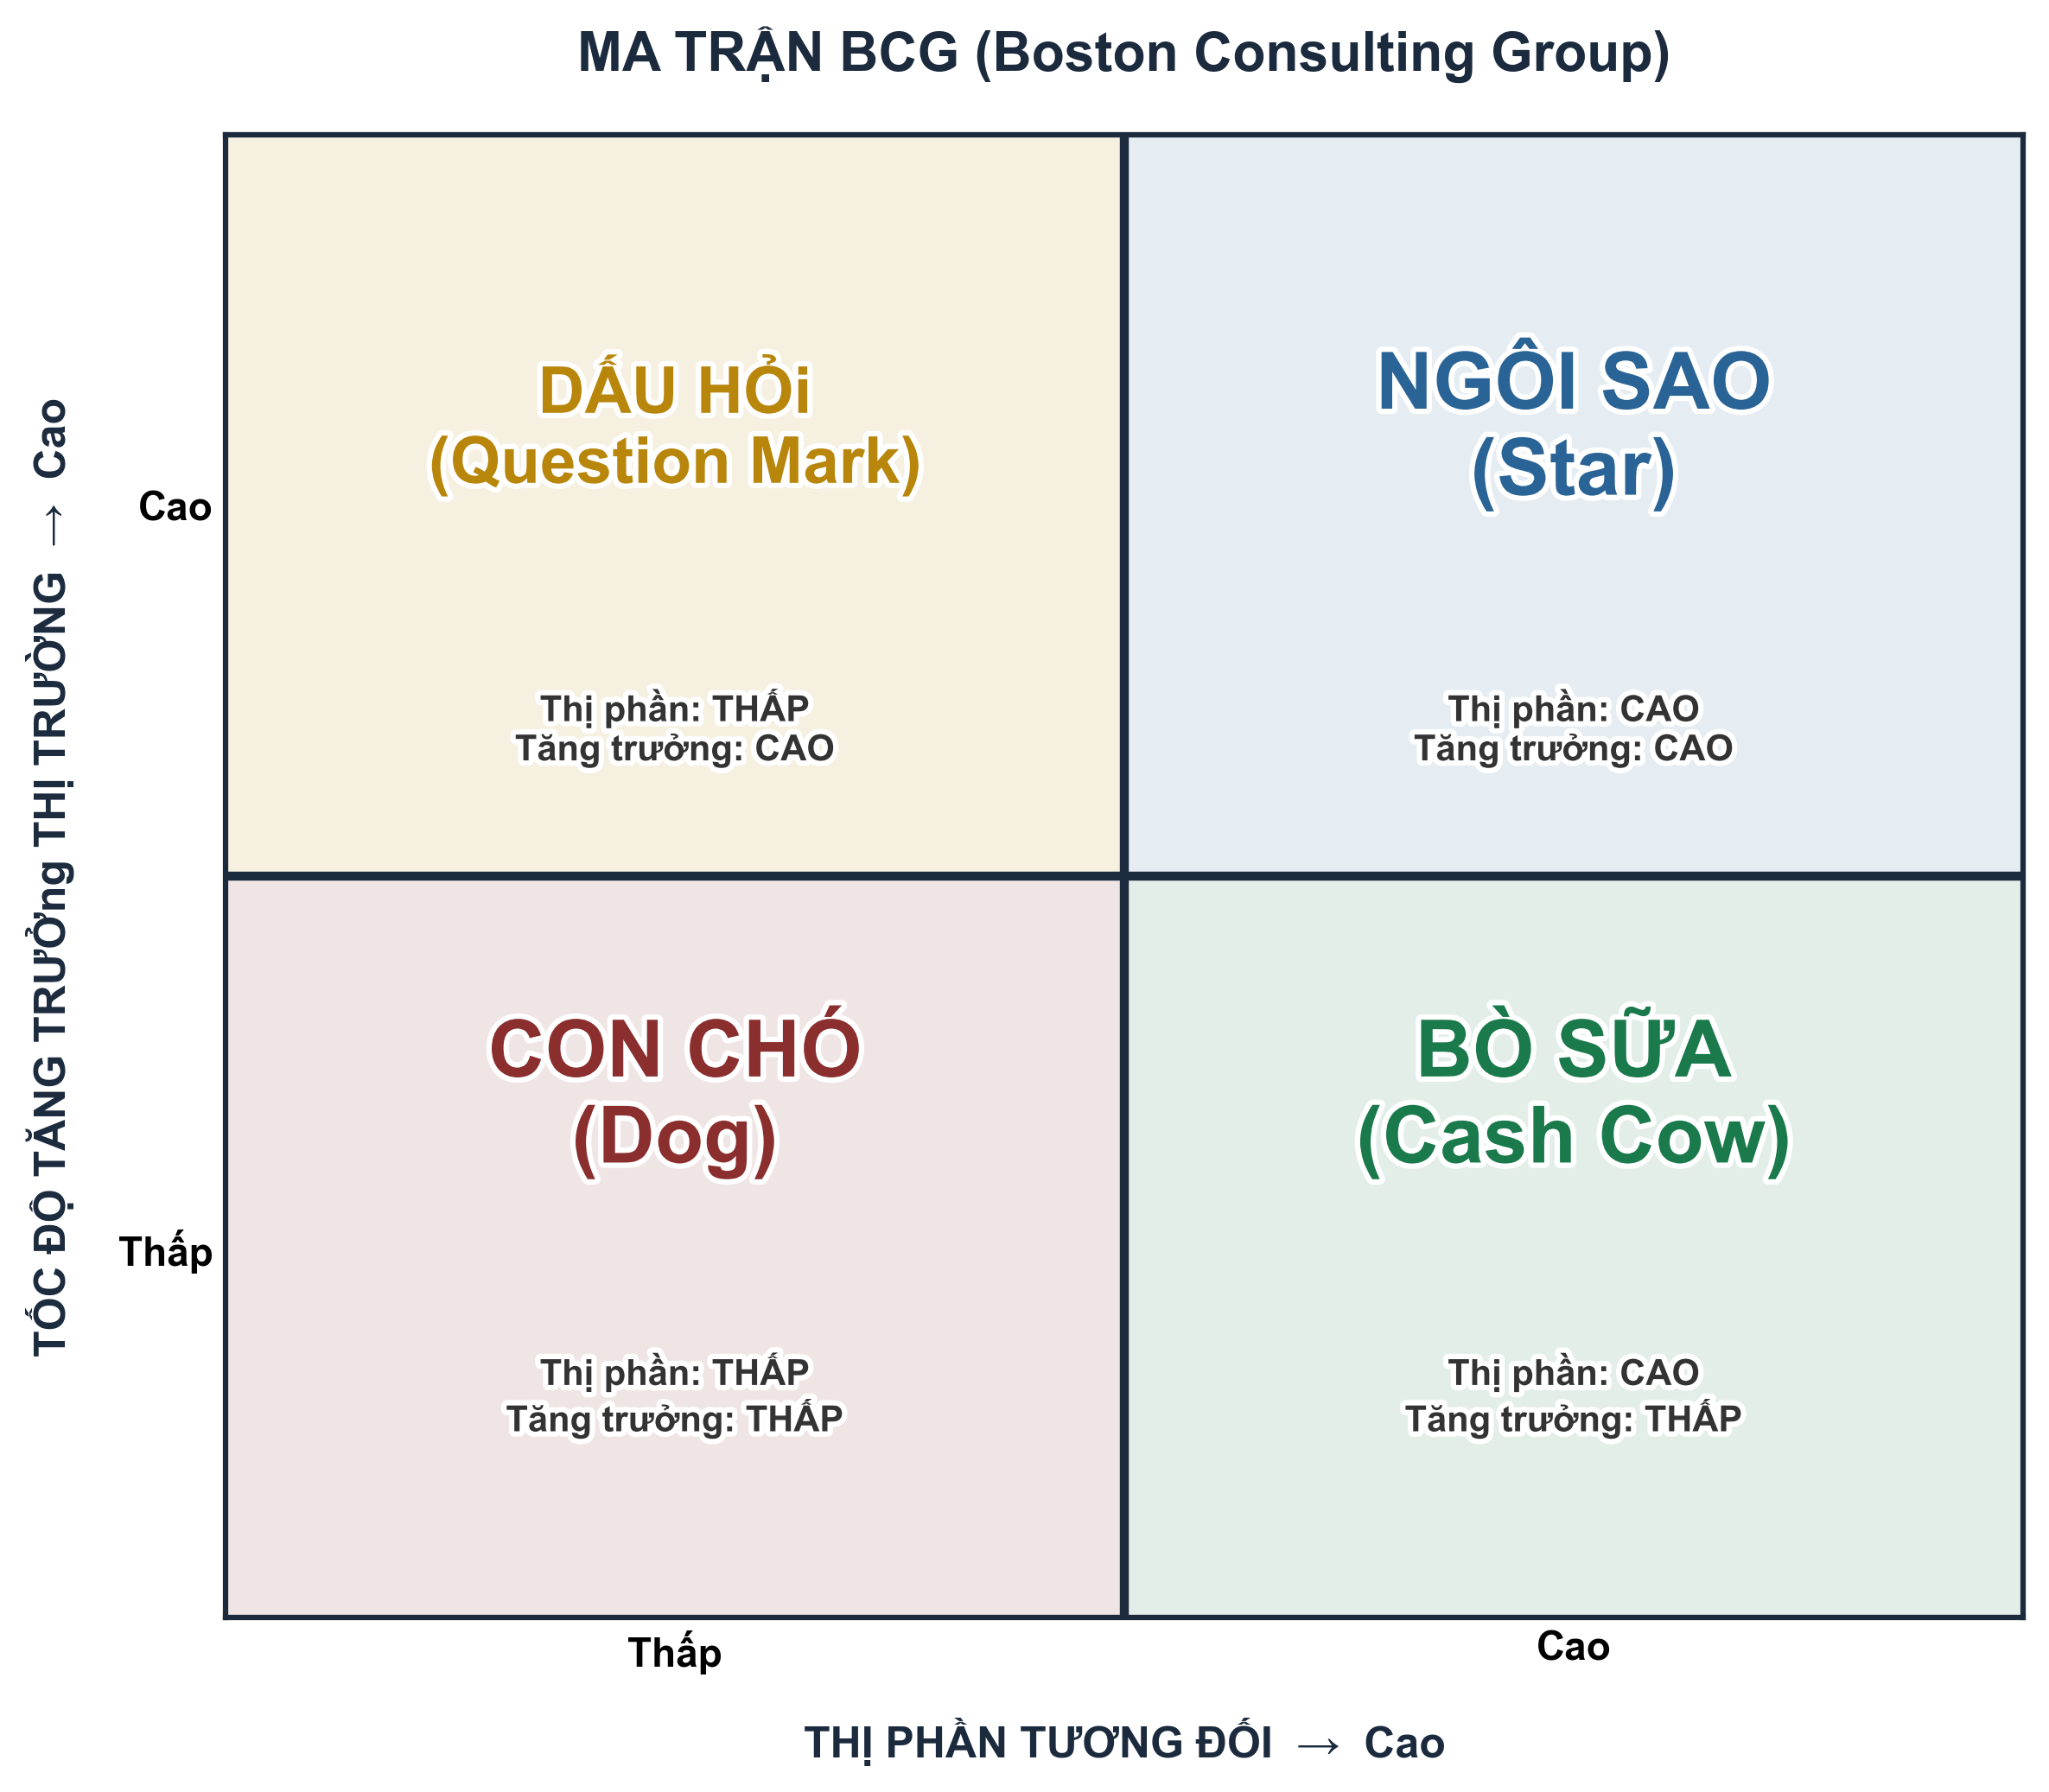 MA TRẬN BCG (Boston Consulting Group)
DẤU HỎi
(Question Mark)
Thị phần: THẤP
Tăng trưởng: CAO
NGÔI SAO
(Star)
Thị phần: CAO
Tăng trưởng: CAO
CON CHÓ
(Dog)
Thị phần: THẤP
Tăng trưởng: THẤP
BÒ SỮA
(Cash Cow)
Thị phần: CAO
Tăng trưởng: THẤP
TỐC ĐỘ TĂNG TRƯỞng THỊ TRƯỜNG → Cao
Cao
Thấp
Thấp
Cao
THỊ PHẦN TƯƠNG ĐỐI → Cao